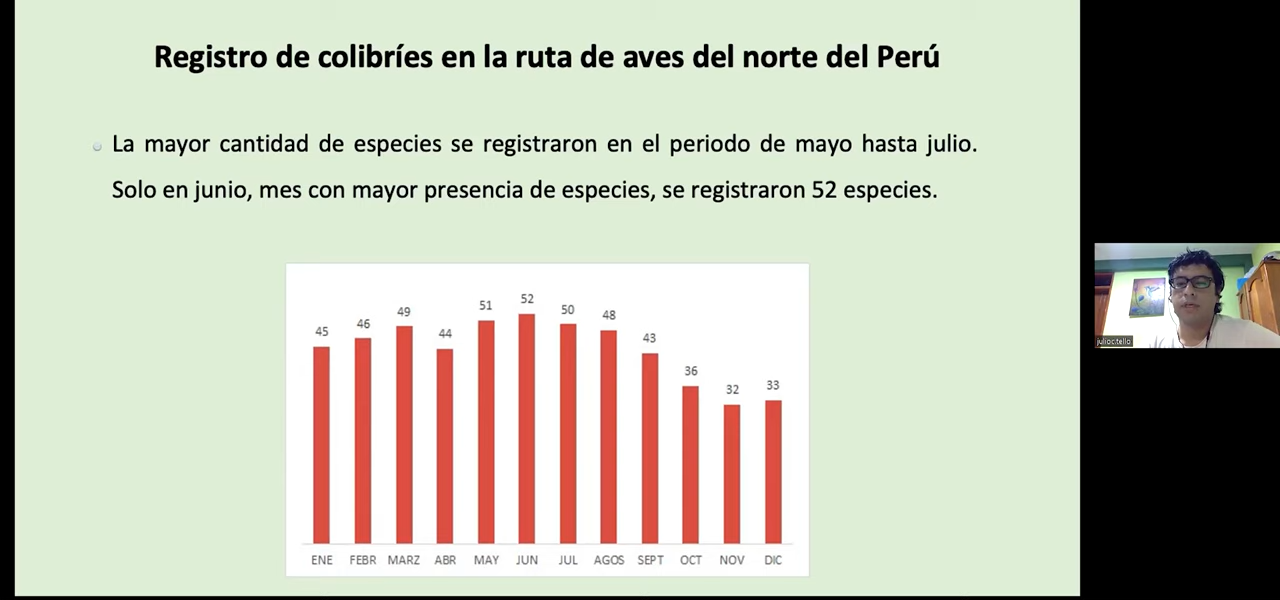 Registro de colibríes en la ruta de aves del norte del Perú
La mayor cantidad de especies se registraron en el periodo de mayo hasta julio.
Solo en junio, mes con mayor presencia de especies, se registraron 52 especies.
45 46 49 44 51 52 50 48 43 36 32 33
ENE FEBR MARZ ABR MAY JUN JUL AGOS SEPT OCT NOV DIC
julioc.tello